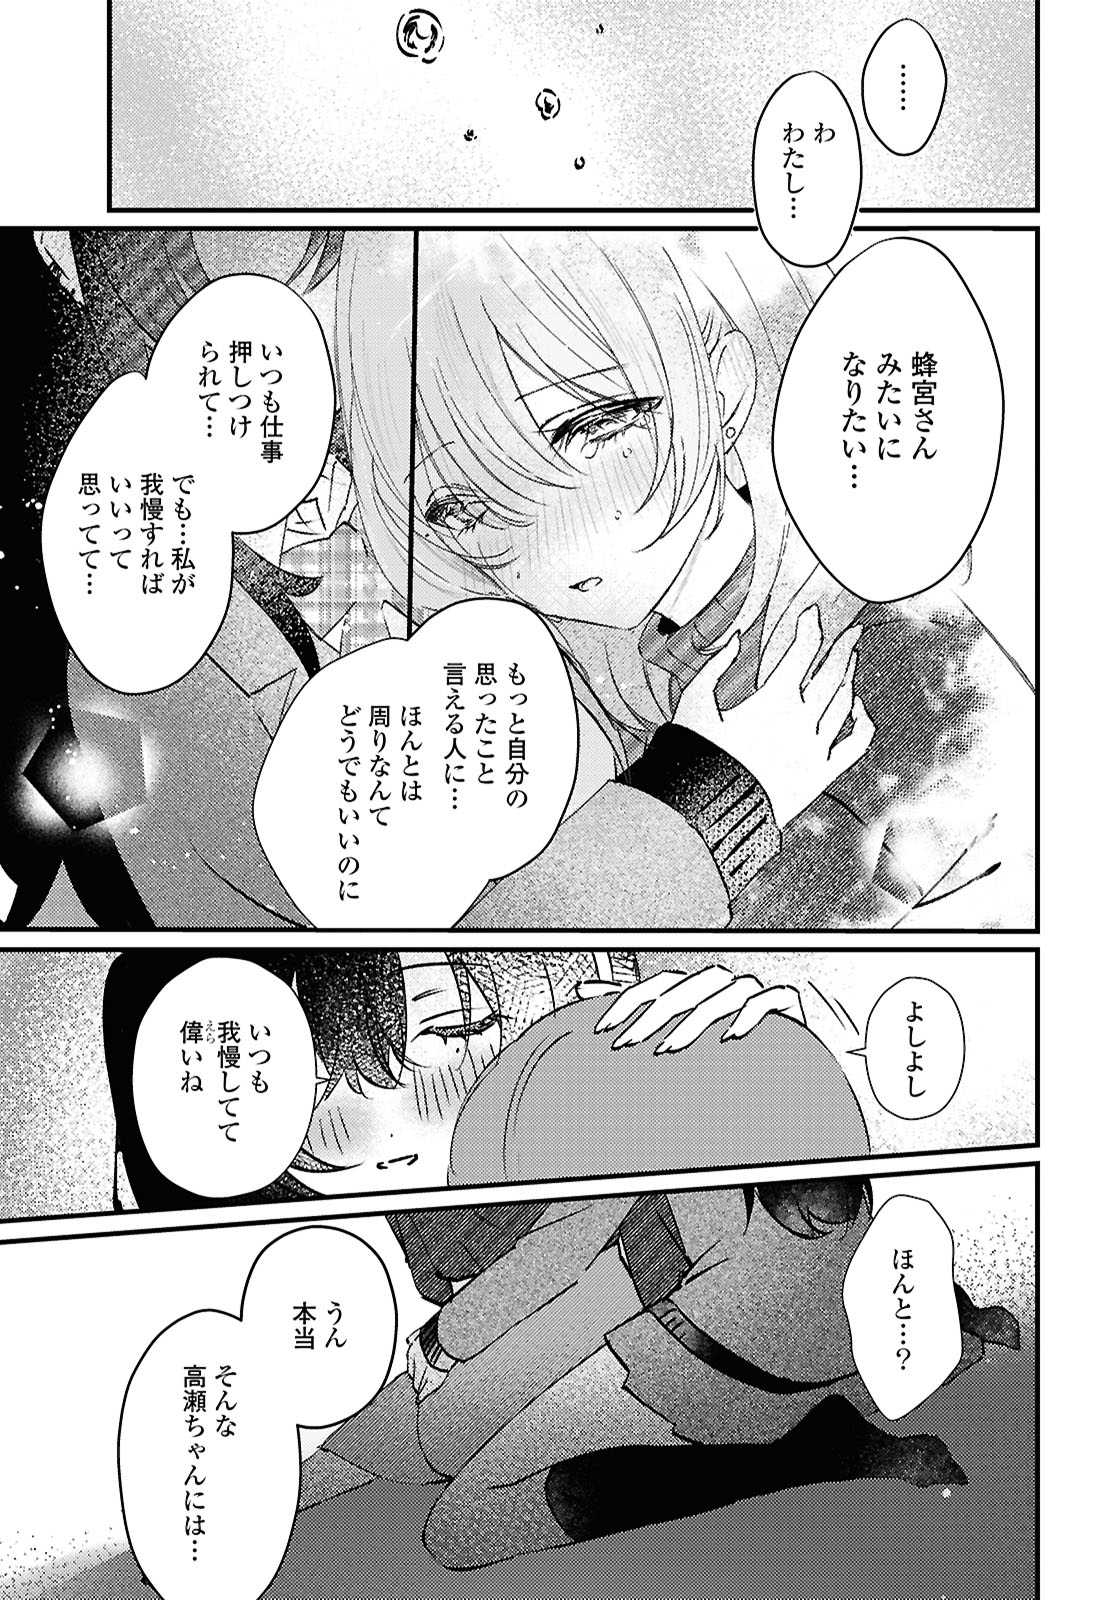 ……
わ
わたし…
蜂宮さん
みたいに
なりたい…
もっと自分の
思ったこと
言える人に…
ほんとは
周りなんて
どうでもいいのに
いつも仕事
押しつけ
られて…
でも…私が
我慢すれば
いいって
思ってて…
よしよし
いつも
我慢してて
偉いね
えら
ほんと…？
うん
本当
そんな
高瀬ちゃんには…